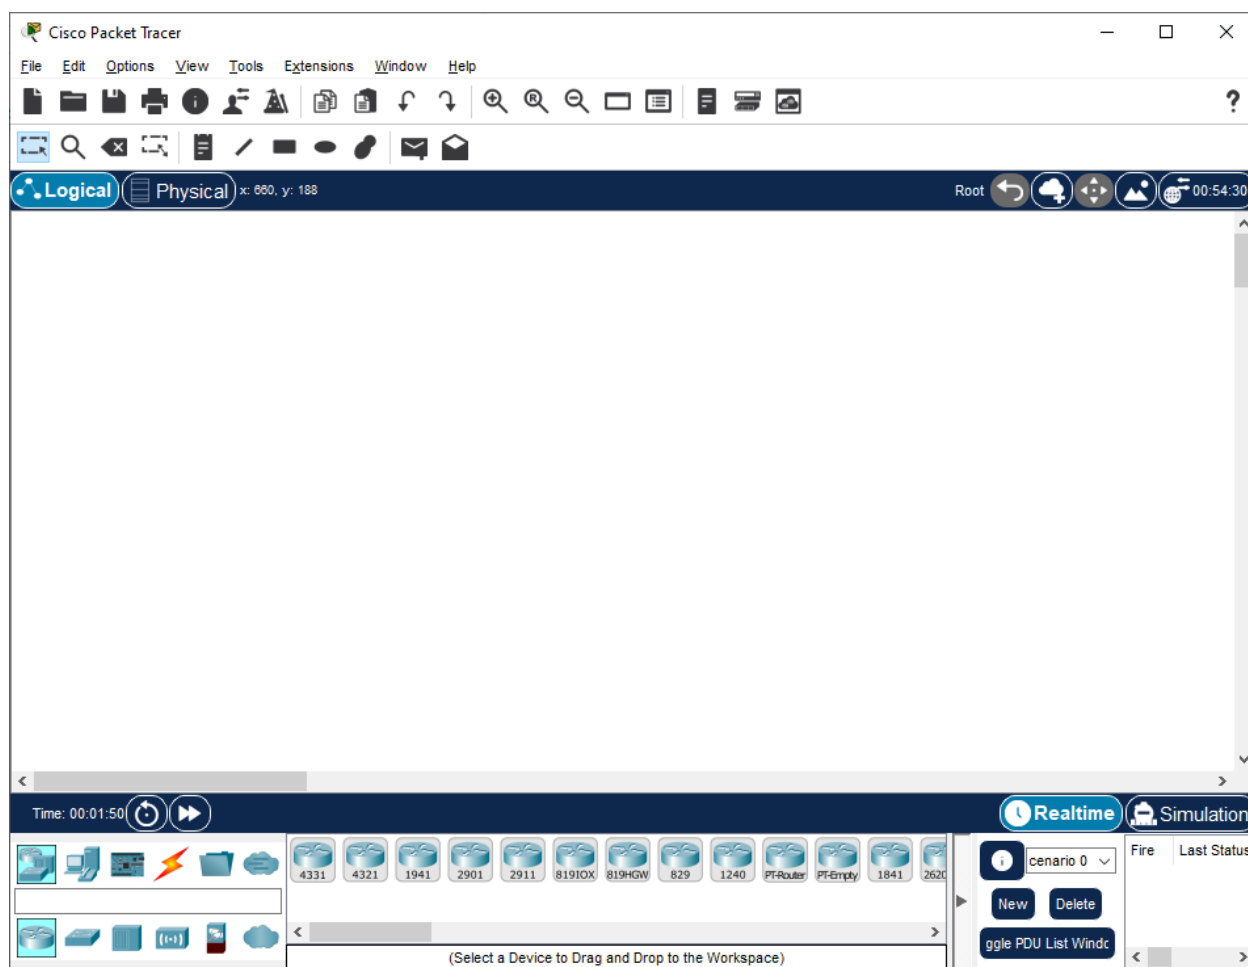 Cisco Packet Tracer
File Edit Options View Tools Extensions Window Help
?
Logical Physical x: 660, y: 188 Root 00:54:30
Time: 00:01:50 Realtime Simulation
4331 4321 1941 2901 2911 819IOX 819HGW 829 1240 PT-Router PT-Empty 1841 2620
cenario 0 Fire Last Status
New Delete
ggle PDU List Windo
(Select a Device to Drag and Drop to the Workspace)